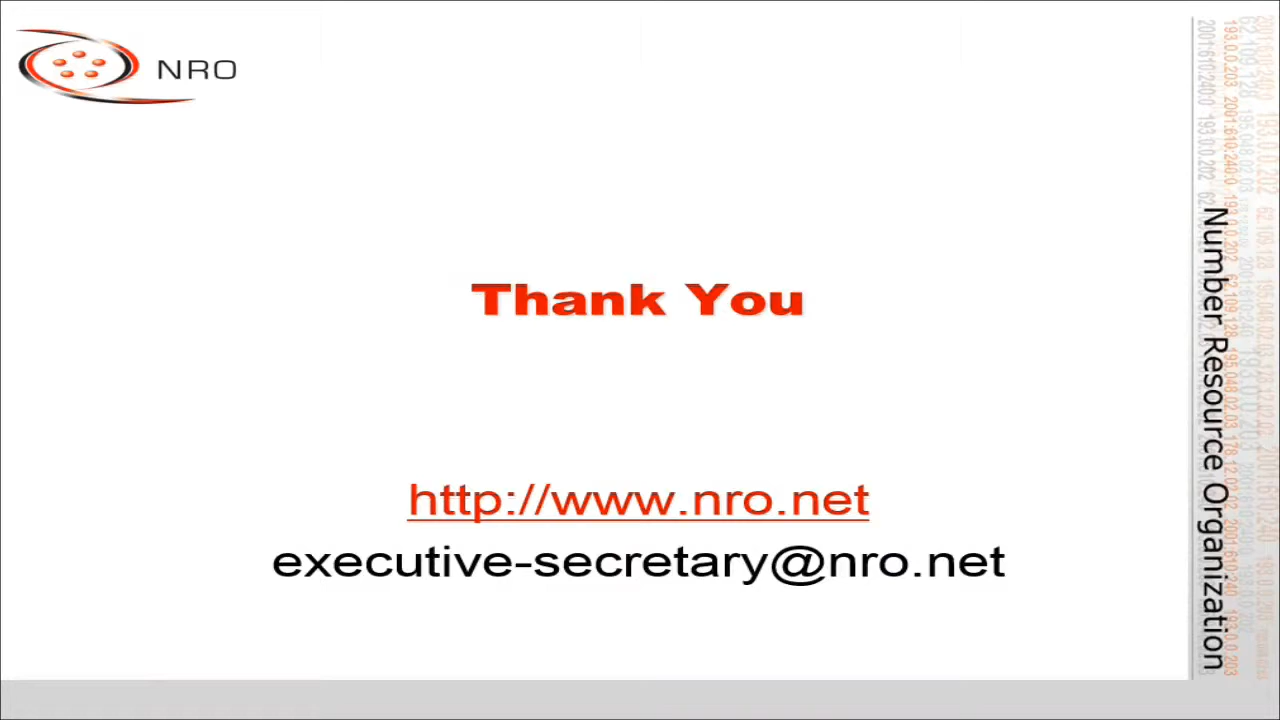 NRO
Thank You
http://www.nro.net
executive-secretary@nro.net
Number Resource Organization